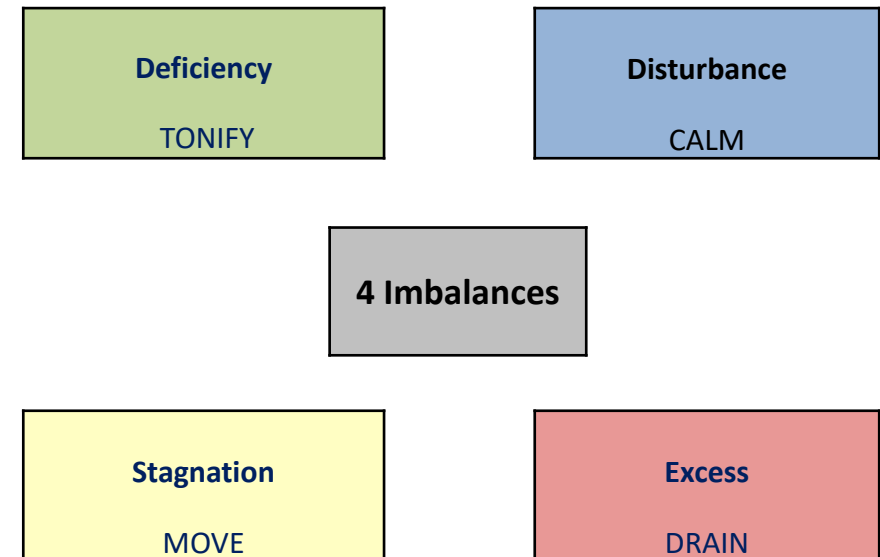 Deficiency
TONIFY
Disturbance
CALM
4 Imbalances
Stagnation
MOVE
Excess
DRAIN